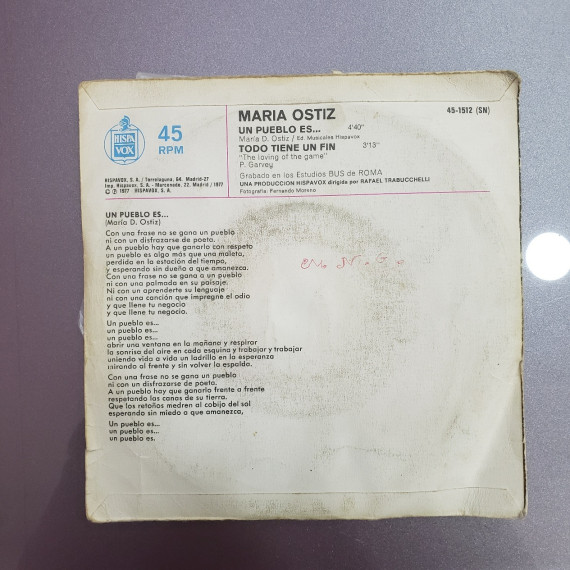 HISPA
VOX
45
RPM
HISPAVOX, S. A. / Torrelaguna, 64. Madrid-27
Imp. Hispavox, S. A. - Marcenado, 22. Madrid / 1977
© ℗ 1977 HISPAVOX, S. A.
MARIA OSTIZ
45-1512 (SN)
UN PUEBLO ES... 4'40"
María D. Ostiz / Ed. Musicales Hispavox
TODO TIENE UN FIN 3'13"
"The loving of the game"
P. Garvey
Grabado en los Estudios BUS de ROMA
UNA PRODUCCION HISPAVOX dirigida por RAFAEL TRABUCCHELLI
Fotografía: Fernando Moreno
UN PUEBLO ES...
(María D. Ostiz)
Con una frase no se gana un pueblo
ni con un disfrazarse de poeta.
A un pueblo hay que ganarlo con respeto
un pueblo es algo más que una maleta,
perdida en la estación del tiempo,
y esperando sin dueño a que amanezca.
Con una frase no se gana a un pueblo
ni con una palmada en su paisaje.
Ni con un aprenderse su lenguaje
ni con una canción que impregne el odio
y que llene tu negocio
y que llene tu negocio.
Un pueblo es...
un pueblo es...
un pueblo es...
abrir una ventana en la mañana y respirar
la sonrisa del aire en cada esquina y trabajar y trabajar
uniendo vida a vida un ladrillo en la esperanza
mirando al frente y sin volver la espalda.
Con una frase no se gana un pueblo
ni con un disfrazarse de poeta.
A un pueblo hay que ganarlo frente a frente
respetando las canas de su tierra.
Que los retoños medren al cobijo del sol
esperando sin miedo a que amanezca,
Un pueblo es...
un pueblo es...
un pueblo es.